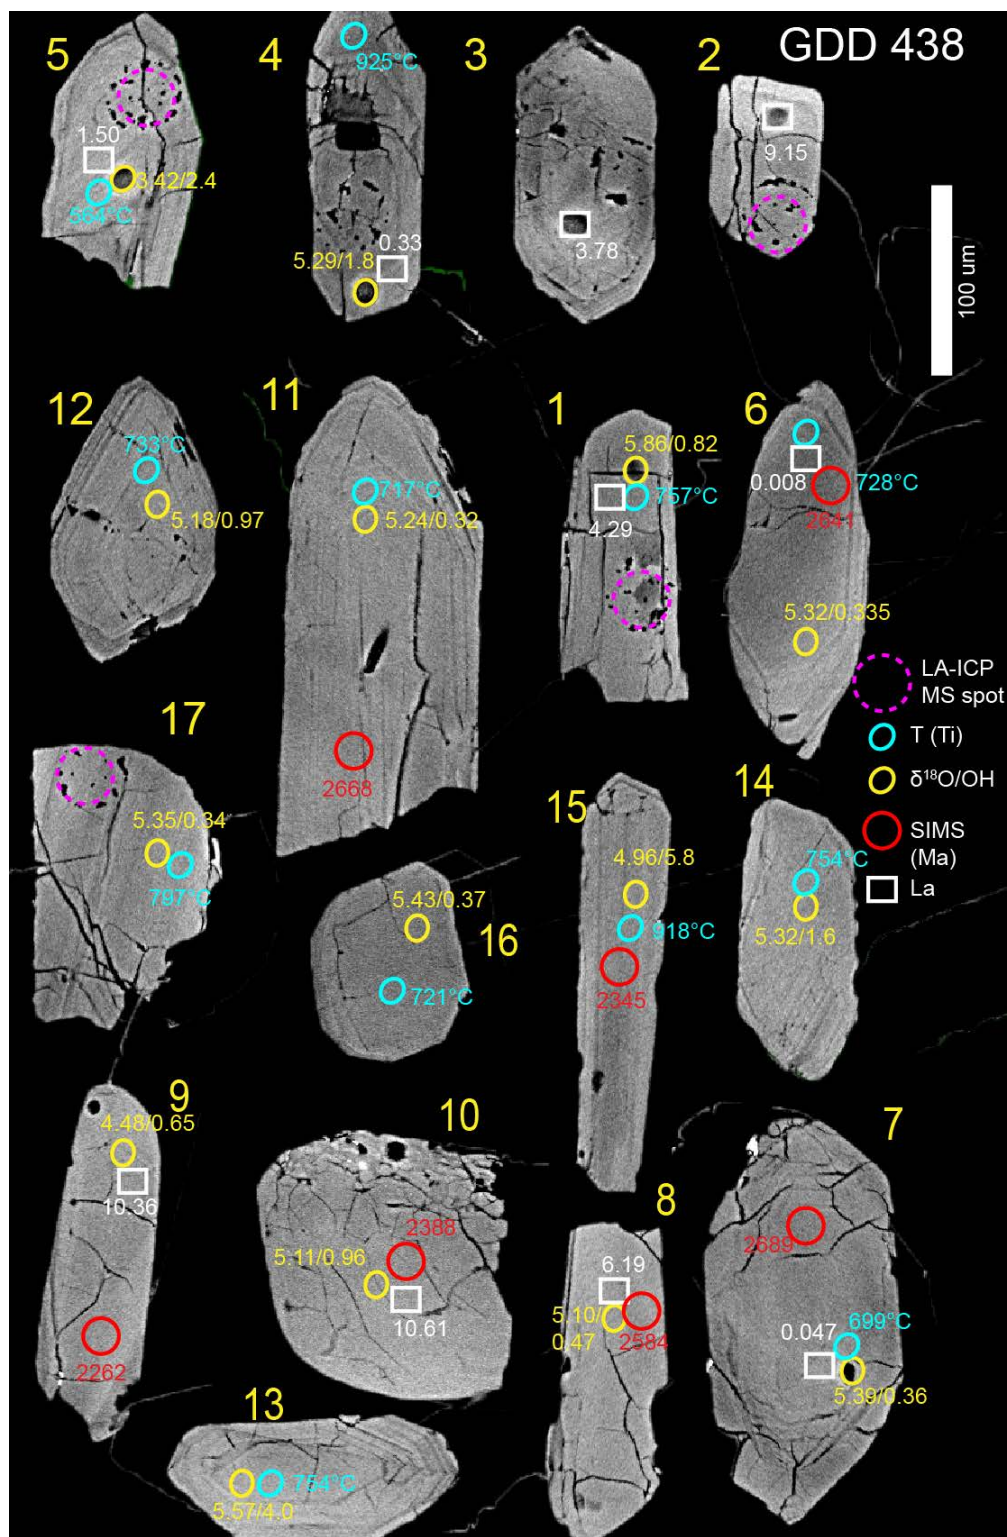 GDD 438
5
4
3
2
925°C
1.50
3.42/2.4
564°C
0.33
5.29/1.8
3.78
9.15
100 um
12
11
1
6
733°C
5.18/0.97
717°C
5.24/0.32
5.86/0.82
757°C
4.29
0.008
728°C
2641
5.32/0.335
LA-ICP
MS spot
T (Ti)
δ¹⁸O/OH
SIMS
(Ma)
La
17
2668
5.35/0.34
797°C
15
14
4.96/5.8
918°C
2345
754°C
5.32/1.6
5.43/0.37
16
721°C
9
10
7
4.48/0.65
10.36
2262
2388
5.11/0.96
10.61
8
6.19
5.10/
0.47
2584
2689
0.047
699°C
5.39/0.36
13
754°C
5.57/4.0